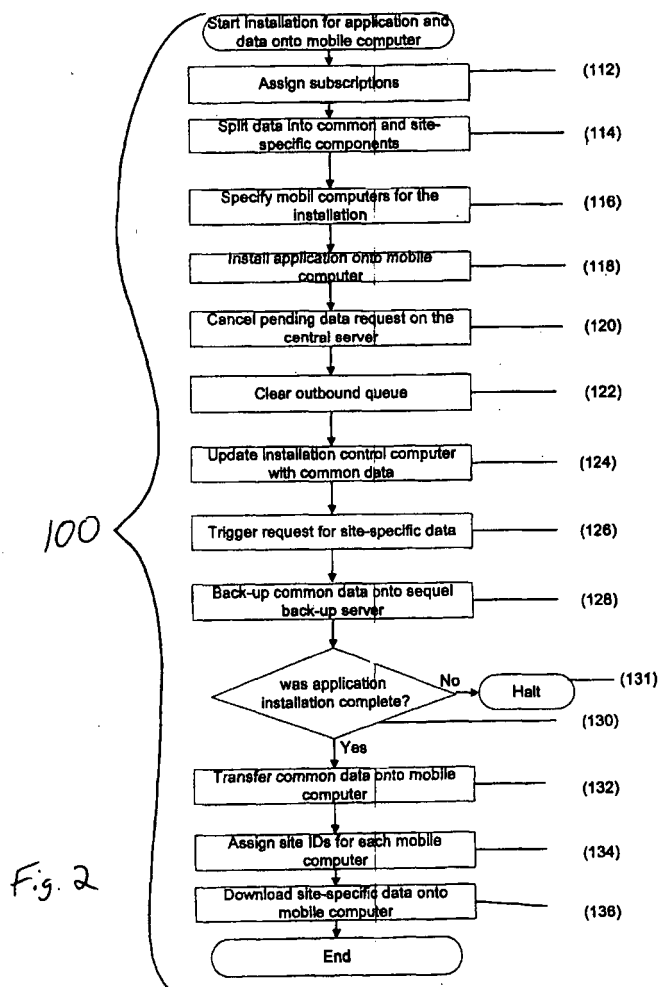 Start installation for application and
data onto mobile computer
Assign subscriptions
(112)
Split data into common and site-
specific components
(114)
Specify mobil computers for the
installation
(116)
Install application onto mobile
computer
(118)
Cancel pending data request on the
central server
(120)
Clear outbound queue
(122)
Update installation control computer
with common data
(124)
100
Trigger request for site-specific data
(126)
Back-up common data onto sequel
back-up server
(128)
was application
installation complete?
No
Halt
(131)
(130)
Yes
Transfer common data onto mobile
computer
(132)
Assign site IDs for each mobile
computer
(134)
Fig. 2
Download site-specific data onto
mobile computer
(136)
End